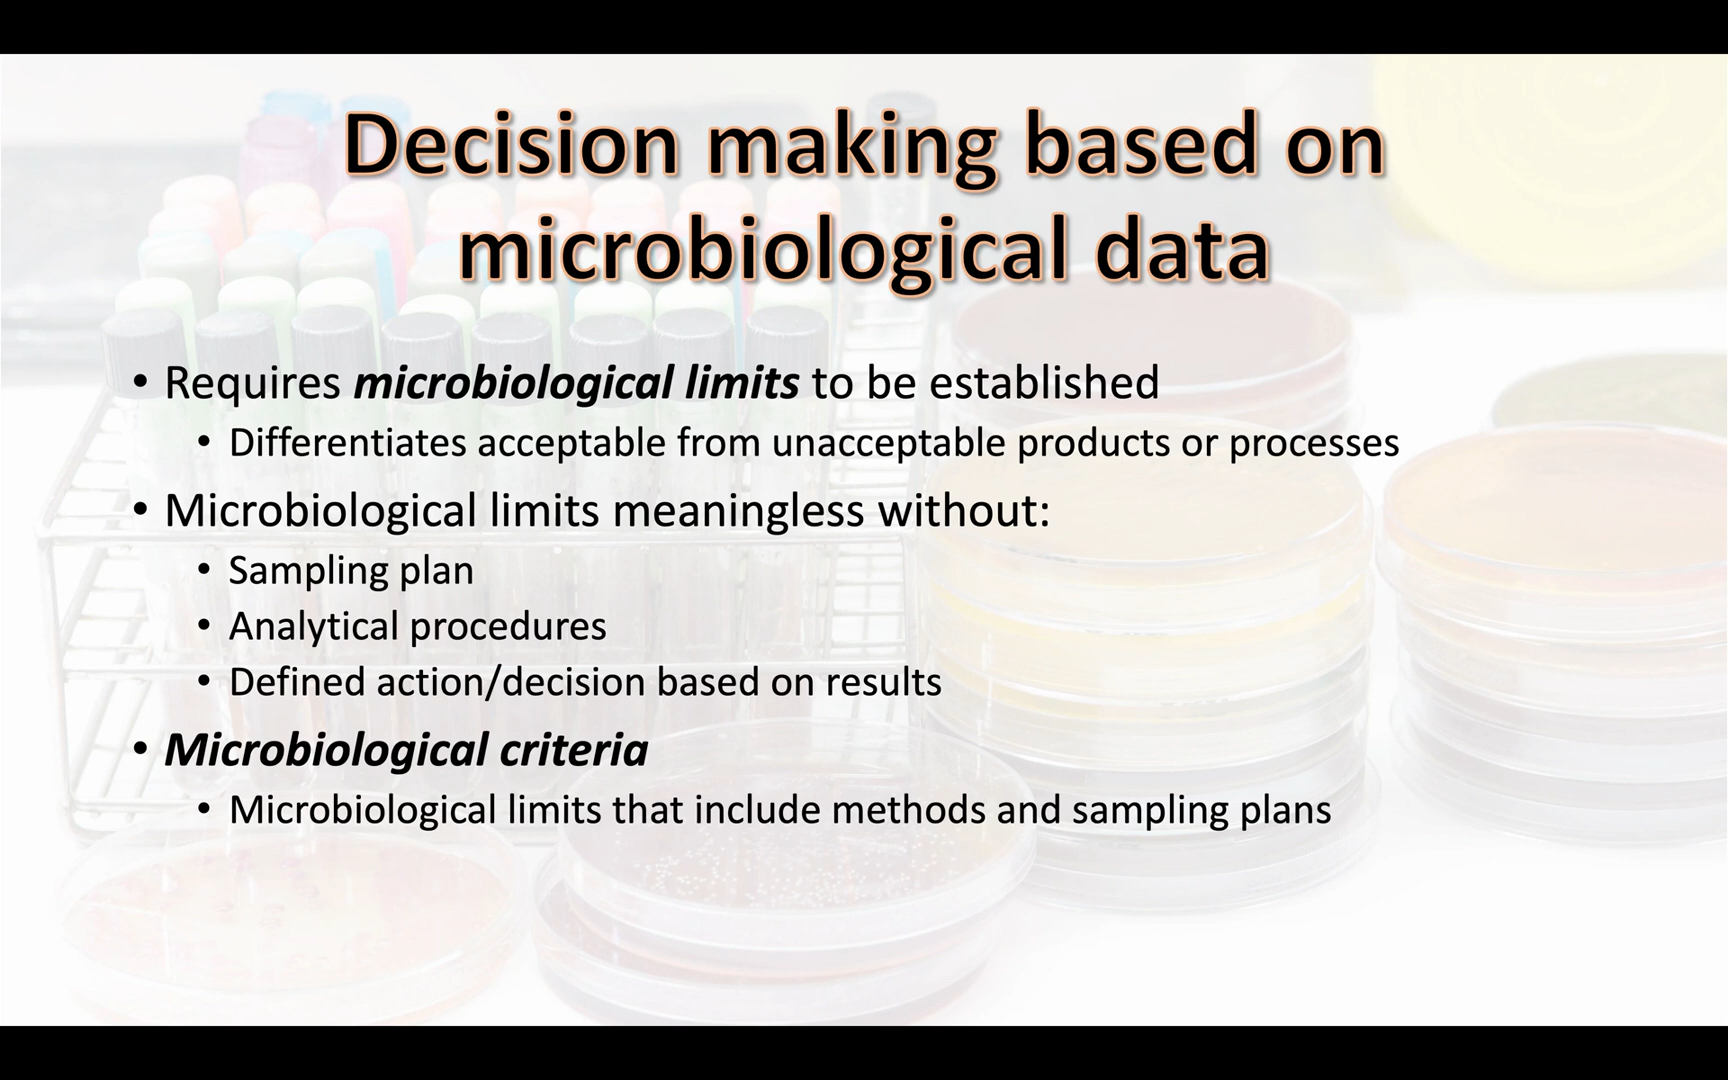 Decision making based on
microbiological data
• Requires microbiological limits to be established
• Differentiates acceptable from unacceptable products or processes
• Microbiological limits meaningless without:
• Sampling plan
• Analytical procedures
• Defined action/decision based on results
• Microbiological criteria
• Microbiological limits that include methods and sampling plans